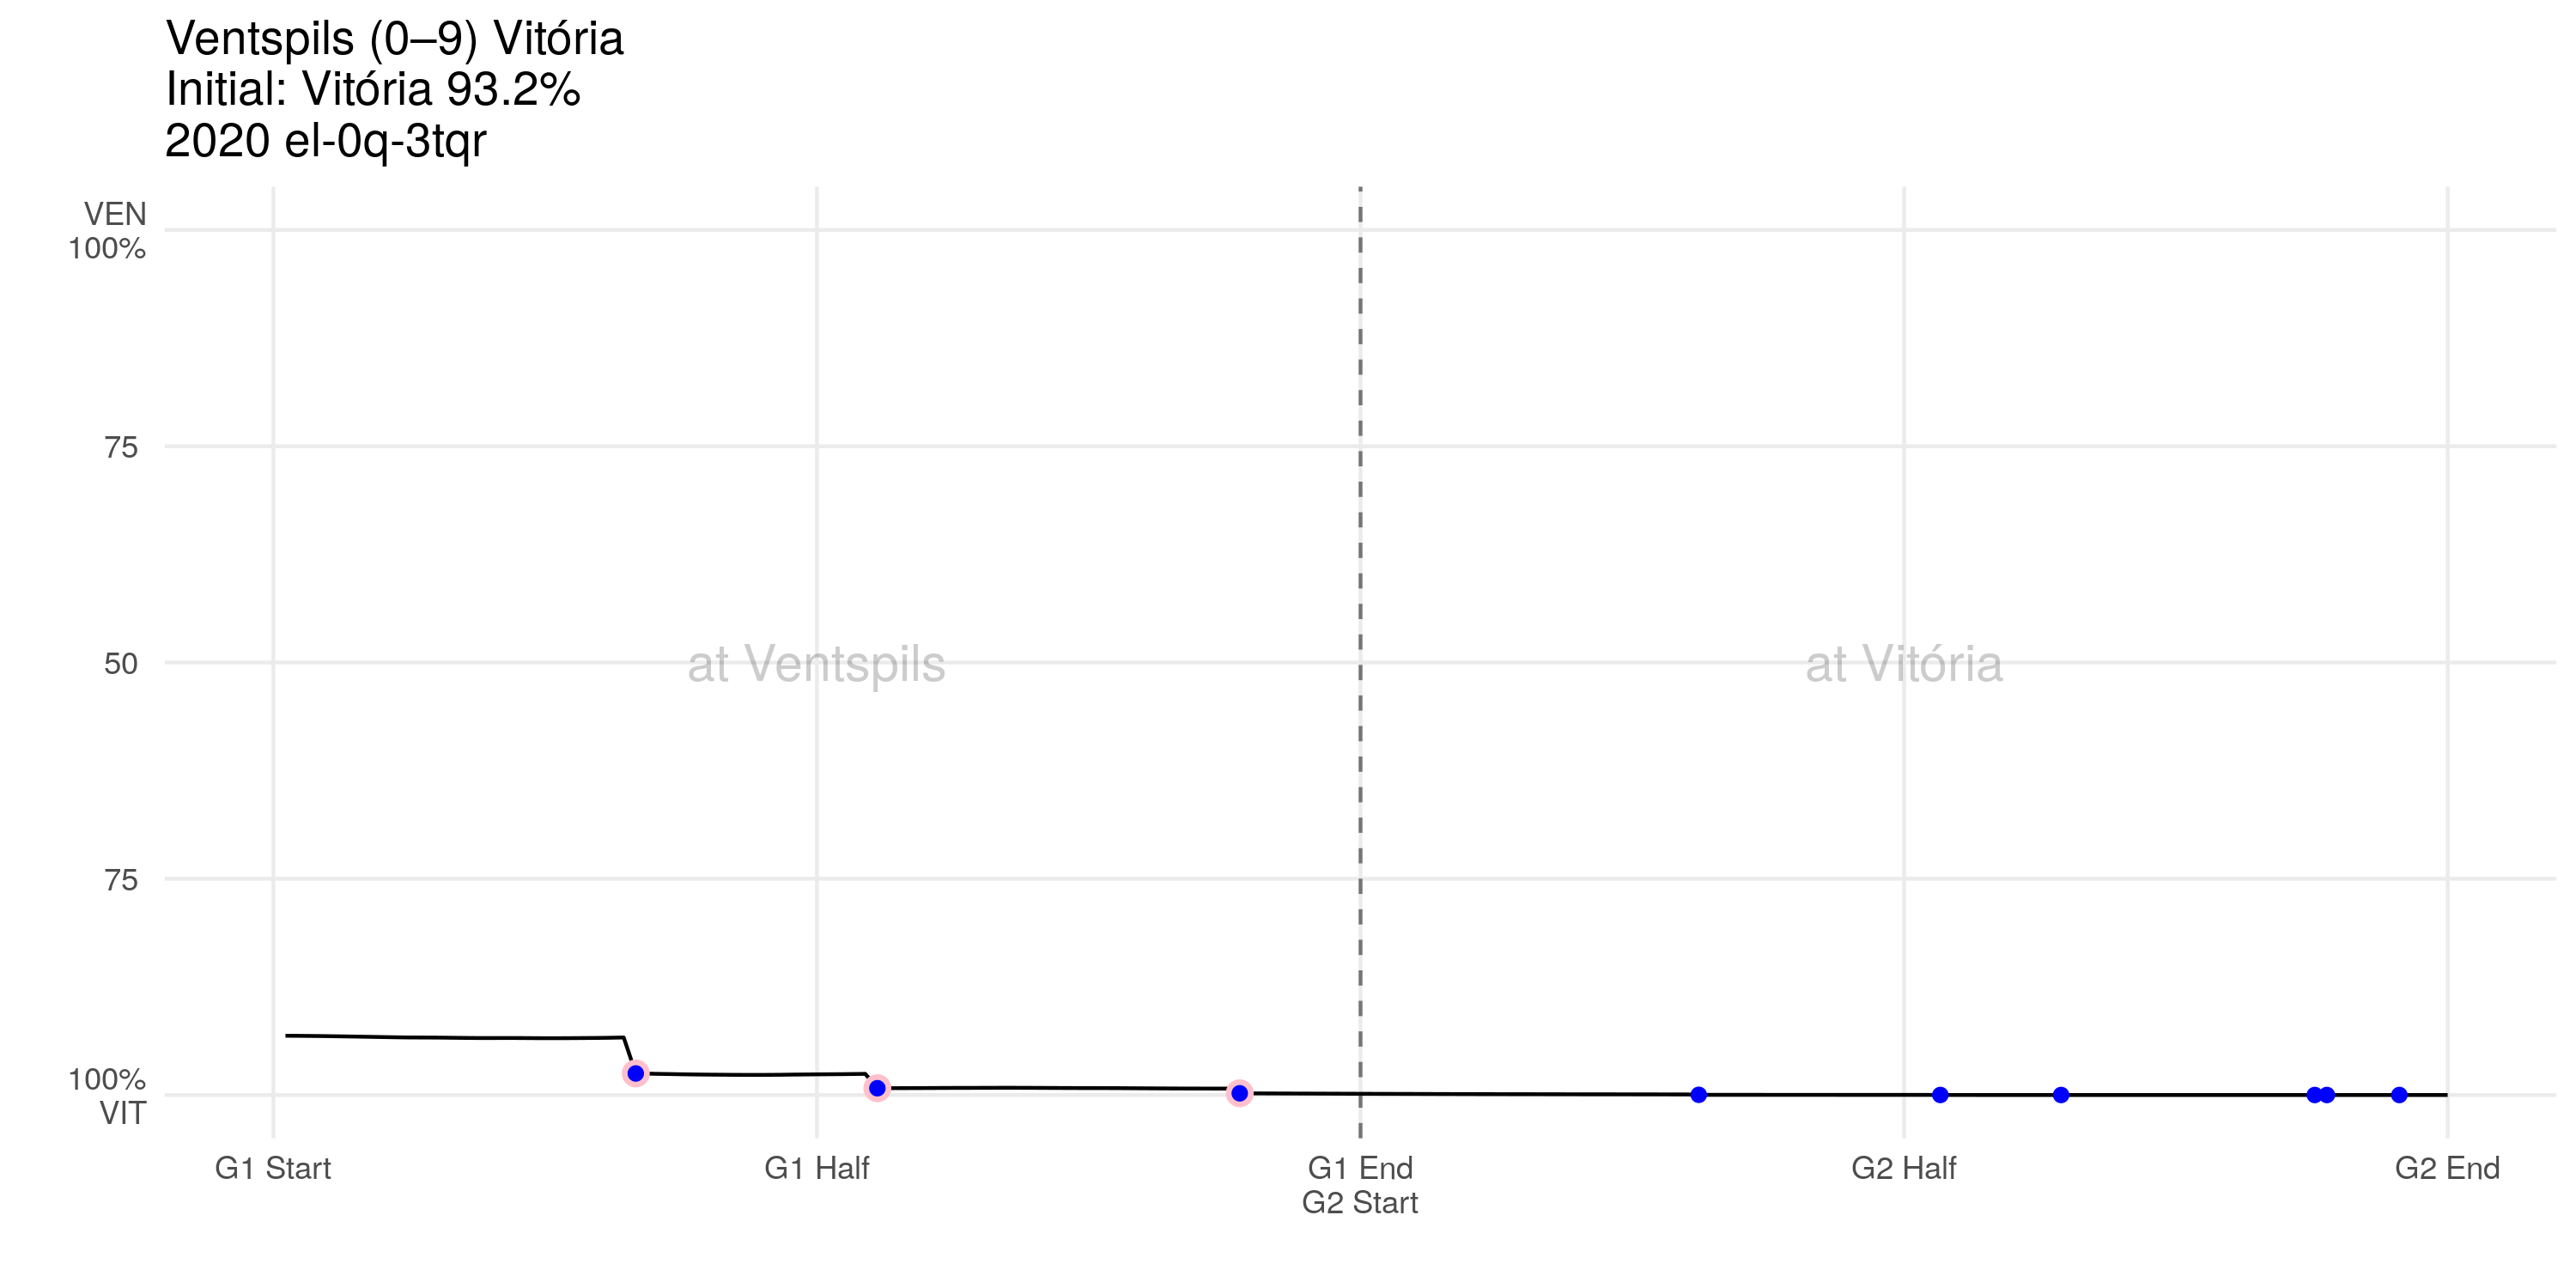 Ventspils (0–9) Vitória
Initial: Vitória 93.2%
2020 el-0q-3tqr
VEN
100%
75
50
75
100%
VIT
at Ventspils
at Vitória
G1 Start
G1 Half
G1 End
G2 Start
G2 Half
G2 End